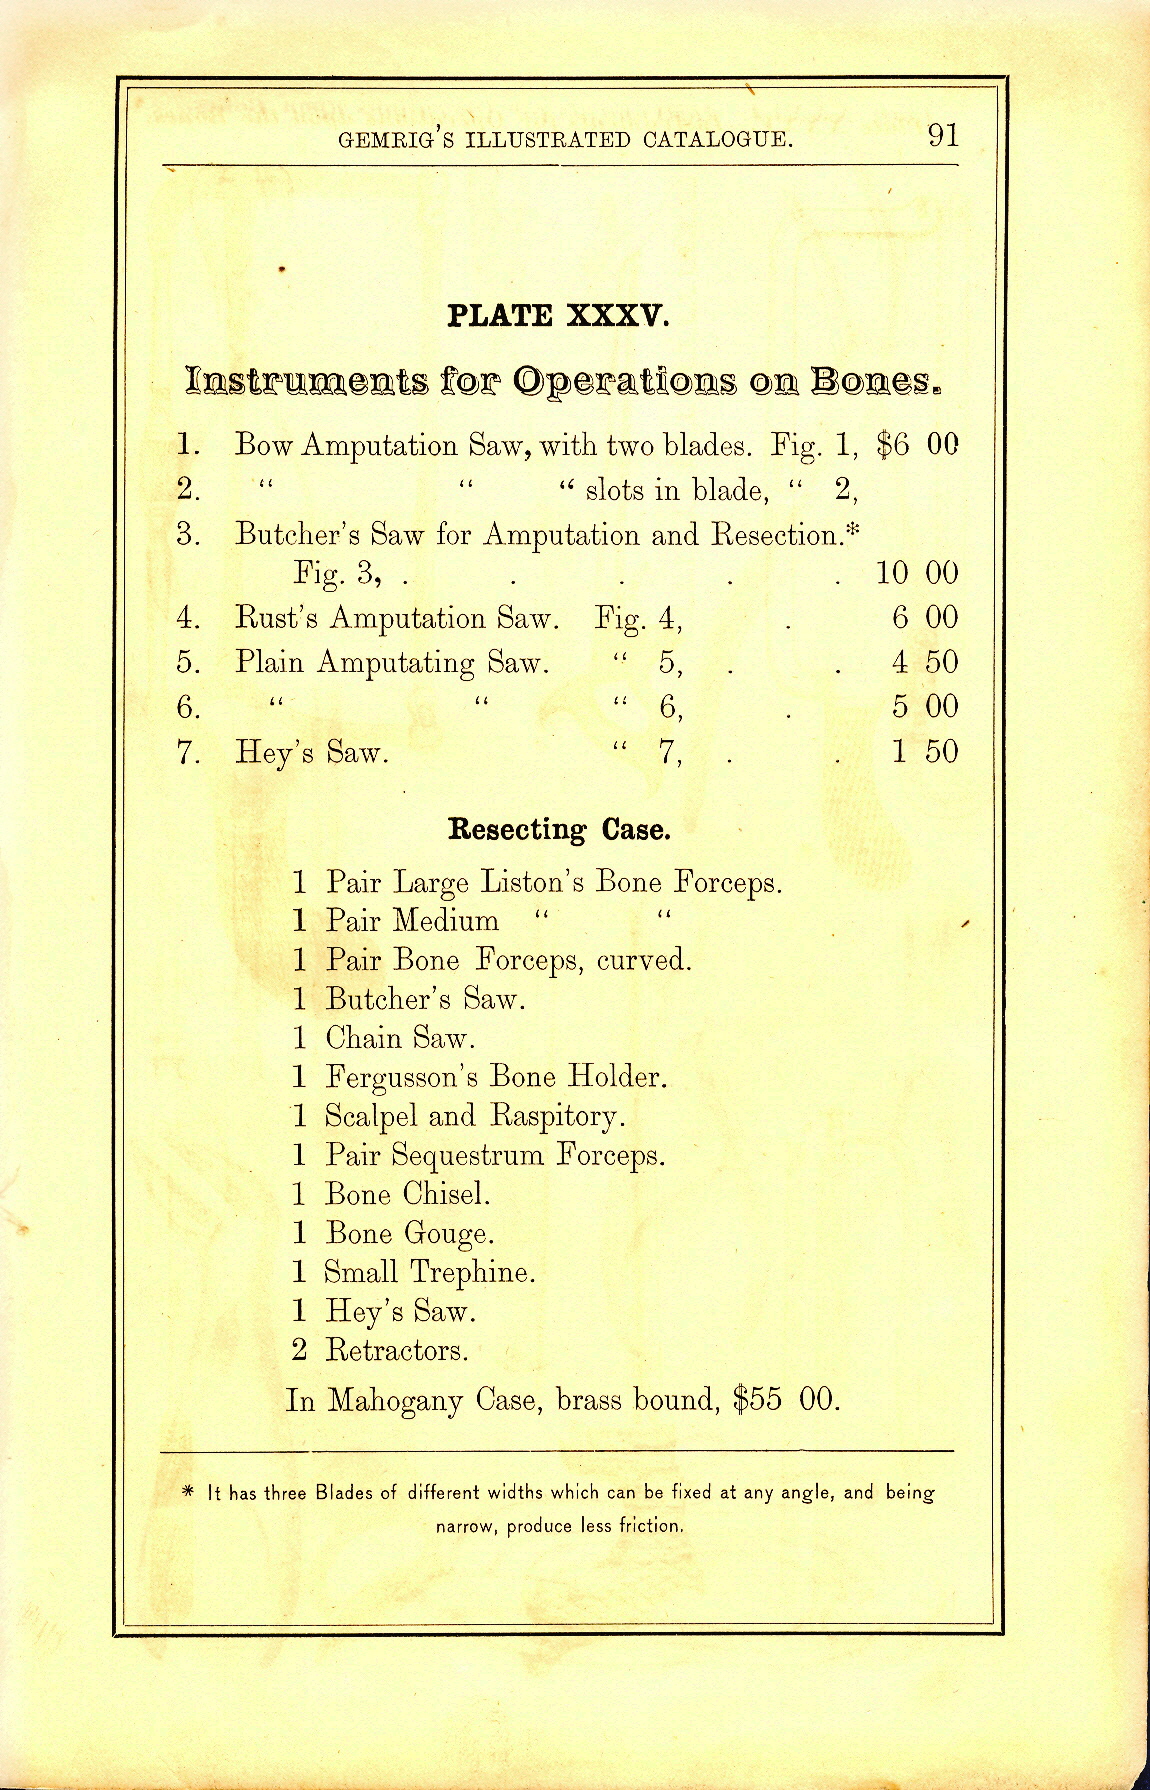 GEMRIG'S ILLUSTRATED CATALOGUE. 91
PLATE XXXV.
Instruments for Operations on Bones.
1. Bow Amputation Saw, with two blades. Fig. 1, $6 00
2. “ “ “ slots in blade, “ 2,
3. Butcher's Saw for Amputation and Resection.*
Fig. 3, . . . . . 10 00
4. Rust's Amputation Saw. Fig. 4, . 6 00
5. Plain Amputating Saw. “ 5, . . 4 50
6. “ “ “ 6, . 5 00
7. Hey's Saw. “ 7, . . 1 50
Resecting Case.
1 Pair Large Liston's Bone Forceps.
1 Pair Medium “ “
1 Pair Bone Forceps, curved.
1 Butcher's Saw.
1 Chain Saw.
1 Fergusson's Bone Holder.
1 Scalpel and Raspitory.
1 Pair Sequestrum Forceps.
1 Bone Chisel.
1 Bone Gouge.
1 Small Trephine.
1 Hey's Saw.
2 Retractors.
In Mahogany Case, brass bound, $55 00.
* It has three Blades of different widths which can be fixed at any angle, and being
narrow, produce less friction.